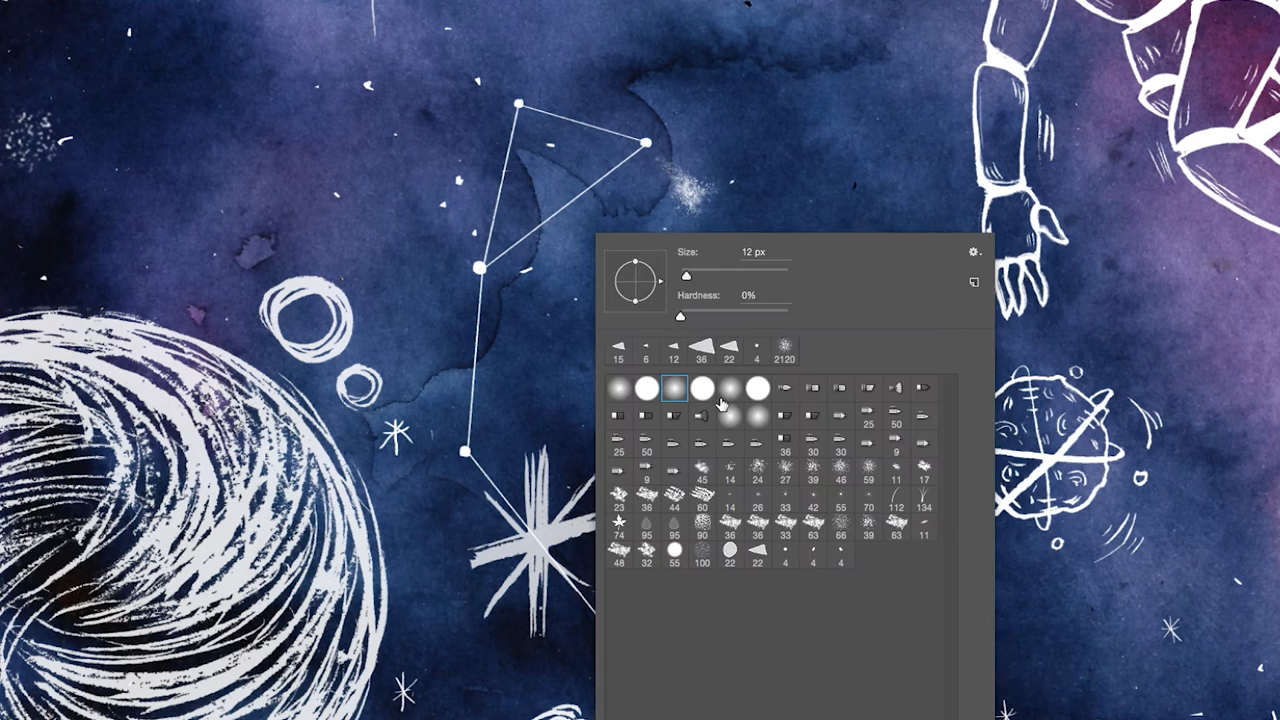 Size: 12 px
Hardness: 0%
15 6 12 36 22 4 2120
25 50
25 50 36 30 30 9
9 45 14 24 27 39 46 59 11 17
23 36 44 60 14 26 33 42 55 70 112 134
74 95 95 90 36 36 33 63 66 39 63 11
48 32 55 100 22 22 4 4 4